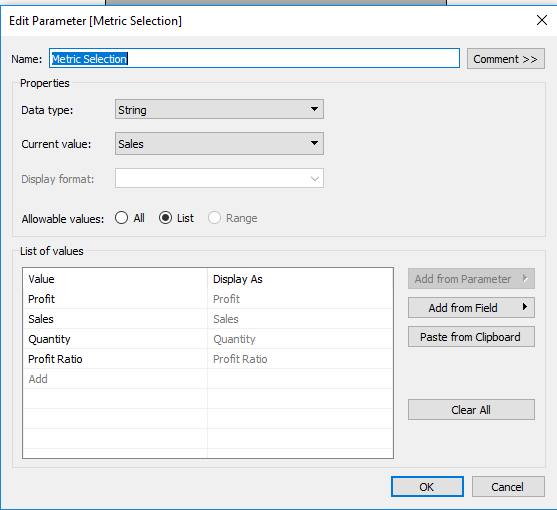 Edit Parameter [Metric Selection]
Name: Metric Selection Comment >>
Properties
Data type: String
Current value: Sales
Display format:
Allowable values: All List Range
List of values
Value Display As
Profit Profit
Sales Sales
Quantity Quantity
Profit Ratio Profit Ratio
Add
Add from Parameter
Add from Field
Paste from Clipboard
Clear All
OK Cancel